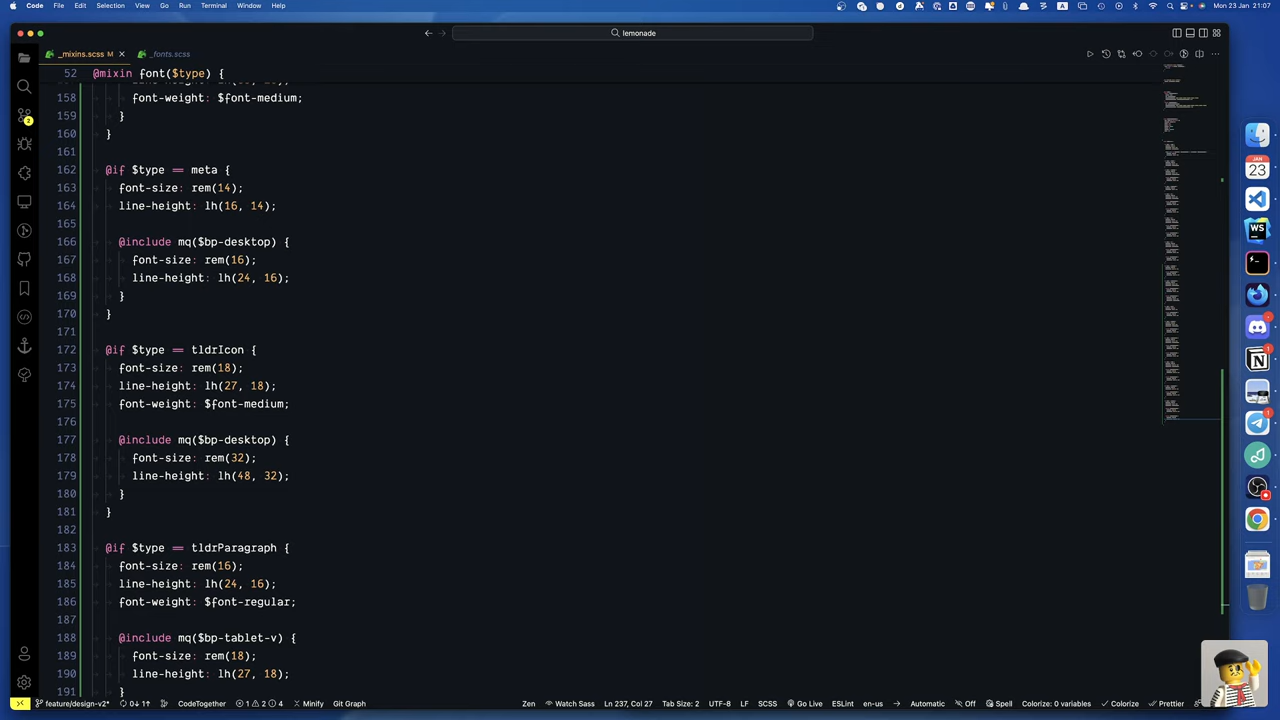 Code File Edit Selection View Go Run Terminal Window Help
Mon 23 Jan 21:07
lemonade
_mixins.scss M
_fonts.scss
52 @mixin font($type) {
158 font-weight: $font-medium;
159 }
160 }
161
162 @if $type == meta {
163 font-size: rem(14);
164 line-height: lh(16, 14);
165
166 @include mq($bp-desktop) {
167 font-size: rem(16);
168 line-height: lh(24, 16);
169 }
170 }
171
172 @if $type == tldrIcon {
173 font-size: rem(18);
174 line-height: lh(27, 18);
175 font-weight: $font-medium;
176
177 @include mq($bp-desktop) {
178 font-size: rem(32);
179 line-height: lh(48, 32);
180 }
181 }
182
183 @if $type == tldrParagraph {
184 font-size: rem(16);
185 line-height: lh(24, 16);
186 font-weight: $font-regular;
187
188 @include mq($bp-tablet-v) {
189 font-size: rem(18);
190 line-height: lh(27, 18);
191 }
2
JAN
23
WS
feature/design-v2* 0↓ 1↑ CodeTogether 1 2 4 Minify Git Graph
Zen Watch Sass Ln 237, Col 27 Tab Size: 2 UTF-8 LF SCSS Go Live ESLint en-us Automatic Off Spell Colorize: 0 variables Colorize Prettier